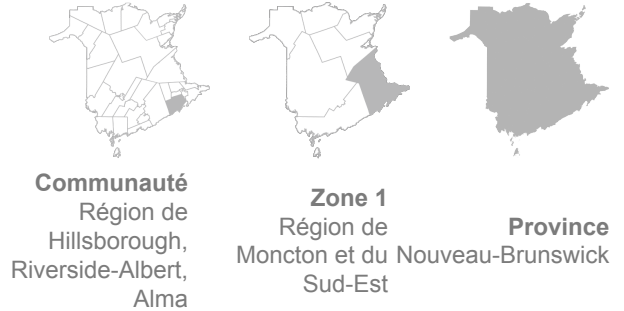 Communauté
Région de
Hillsborough,
Riverside-Albert,
Alma
Zone 1
Région de
Moncton et du
Sud-Est
Province
Nouveau-Brunswick